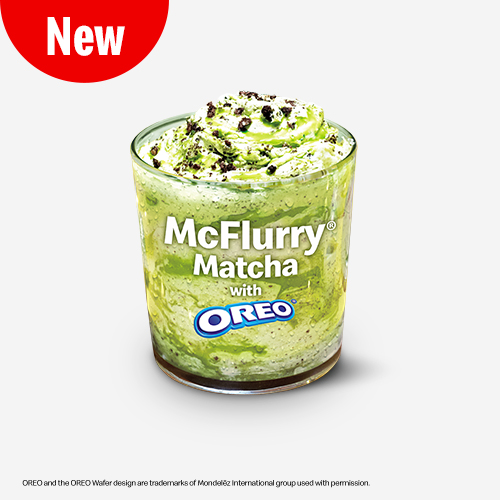 New
McFlurry®
Matcha
with
OREO
OREO and the OREO Wafer design are trademarks of Mondelēz International group used with permission.